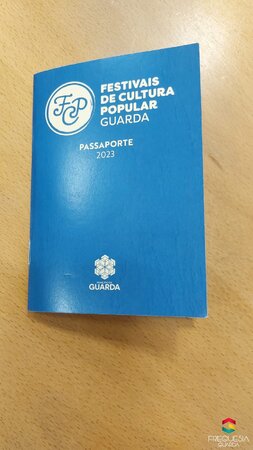 FCP
FESTIVAIS
DE CULTURA
POPULAR
GUARDA
PASSAPORTE
2023
GUARDA
FREGUESIA
GUARDA